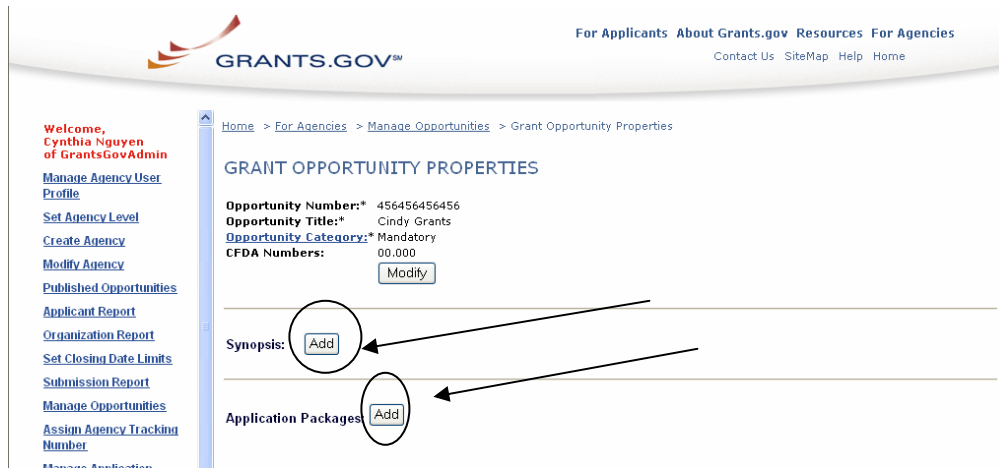 For Applicants About Grants.gov Resources For Agencies
GRANTS.GOV℠
Contact Us SiteMap Help Home
Welcome,
Cynthia Nguyen
of GrantsGovAdmin
Manage Agency User
Profile
Set Agency Level
Create Agency
Modify Agency
Published Opportunities
Applicant Report
Organization Report
Set Closing Date Limits
Submission Report
Manage Opportunities
Assign Agency Tracking
Number
Manage Application
Home > For Agencies > Manage Opportunities > Grant Opportunity Properties
GRANT OPPORTUNITY PROPERTIES
Opportunity Number:* 456456456456
Opportunity Title:* Cindy Grants
Opportunity Category:* Mandatory
CFDA Numbers: 00.000
Modify
Synopsis: Add
Application Packages: Add